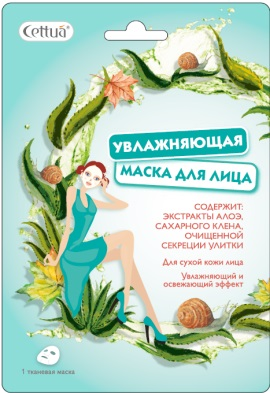 Cettua
УВЛАЖНЯЮЩАЯ
МАСКА ДЛЯ ЛИЦА
СОДЕРЖИТ:
ЭКСТРАКТЫ АЛОЭ,
САХАРНОГО КЛЕНА,
ОЧИЩЕННОЙ
СЕКРЕЦИИ УЛИТКИ
Для сухой кожи лица
Увлажняющий и
освежающий эффект
1 тканевая маска